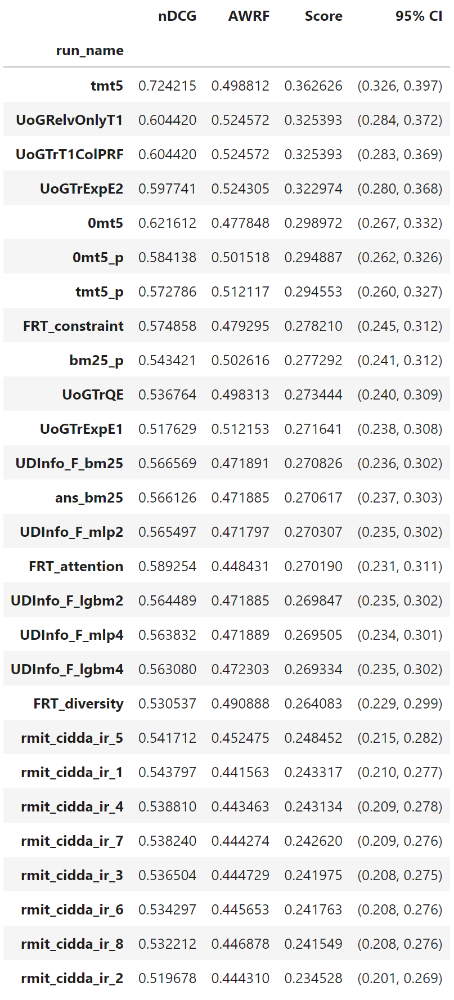 nDCG AWRF Score 95% CI
run_name
tmt5 0.724215 0.498812 0.362626 (0.326, 0.397)
UoGRelvOnlyT1 0.604420 0.524572 0.325393 (0.284, 0.372)
UoGTrT1ColPRF 0.604420 0.524572 0.325393 (0.283, 0.369)
UoGTrExpE2 0.597741 0.524305 0.322974 (0.280, 0.368)
0mt5 0.621612 0.477848 0.298972 (0.267, 0.332)
0mt5_p 0.584138 0.501518 0.294887 (0.262, 0.326)
tmt5_p 0.572786 0.512117 0.294553 (0.260, 0.327)
FRT_constraint 0.574858 0.479295 0.278210 (0.245, 0.312)
bm25_p 0.543421 0.502616 0.277292 (0.241, 0.312)
UoGTrQE 0.536764 0.498313 0.273444 (0.240, 0.309)
UoGTrExpE1 0.517629 0.512153 0.271641 (0.238, 0.308)
UDInfo_F_bm25 0.566569 0.471891 0.270826 (0.236, 0.302)
ans_bm25 0.566126 0.471885 0.270617 (0.237, 0.303)
UDInfo_F_mlp2 0.565497 0.471797 0.270307 (0.235, 0.302)
FRT_attention 0.589254 0.448431 0.270190 (0.231, 0.311)
UDInfo_F_lgbm2 0.564489 0.471885 0.269847 (0.235, 0.302)
UDInfo_F_mlp4 0.563832 0.471889 0.269505 (0.234, 0.301)
UDInfo_F_lgbm4 0.563080 0.472303 0.269334 (0.235, 0.302)
FRT_diversity 0.530537 0.490888 0.264083 (0.229, 0.299)
rmit_cidda_ir_5 0.541712 0.452475 0.248452 (0.215, 0.282)
rmit_cidda_ir_1 0.543797 0.441563 0.243317 (0.210, 0.277)
rmit_cidda_ir_4 0.538810 0.443463 0.243134 (0.209, 0.278)
rmit_cidda_ir_7 0.538240 0.444274 0.242620 (0.209, 0.276)
rmit_cidda_ir_3 0.536504 0.444729 0.241975 (0.208, 0.275)
rmit_cidda_ir_6 0.534297 0.445653 0.241763 (0.208, 0.276)
rmit_cidda_ir_8 0.532212 0.446878 0.241549 (0.208, 0.276)
rmit_cidda_ir_2 0.519678 0.444310 0.234528 (0.201, 0.269)